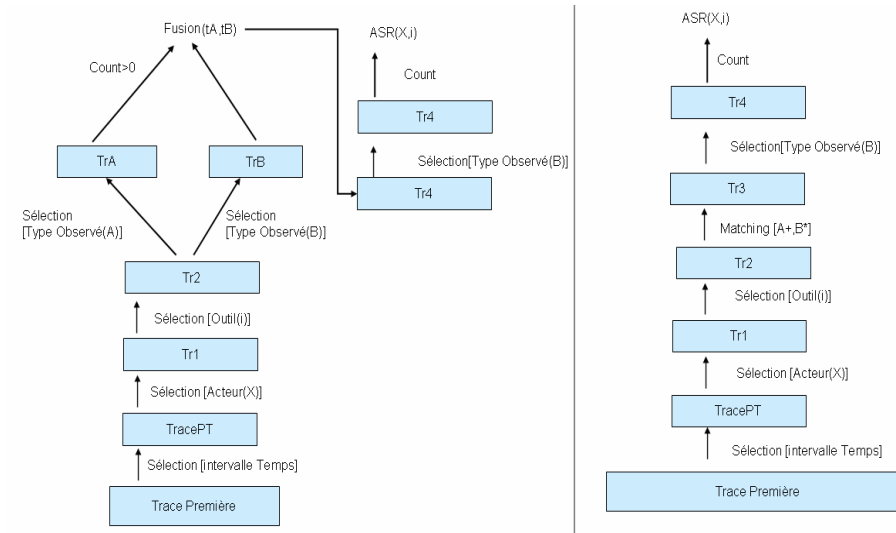 Fusion(tA,tB)
Count>0
TrA
TrB
Sélection
[Type Observé(A)]
Sélection
[Type Observé(B)]
Tr2
Sélection [Outil(i)]
Tr1
Sélection [Acteur(X)]
TracePT
Sélection [intervalle Temps]
Trace Première
ASR(X,i)
Count
Tr4
Sélection[Type Observé(B)]
Tr4
ASR(X,i)
Count
Tr4
Sélection[Type Observé(B)]
Tr3
Matching [A+,B*]
Tr2
Sélection [Outil(i)]
Tr1
Sélection [Acteur(X)]
TracePT
Sélection [intervalle Temps]
Trace Première